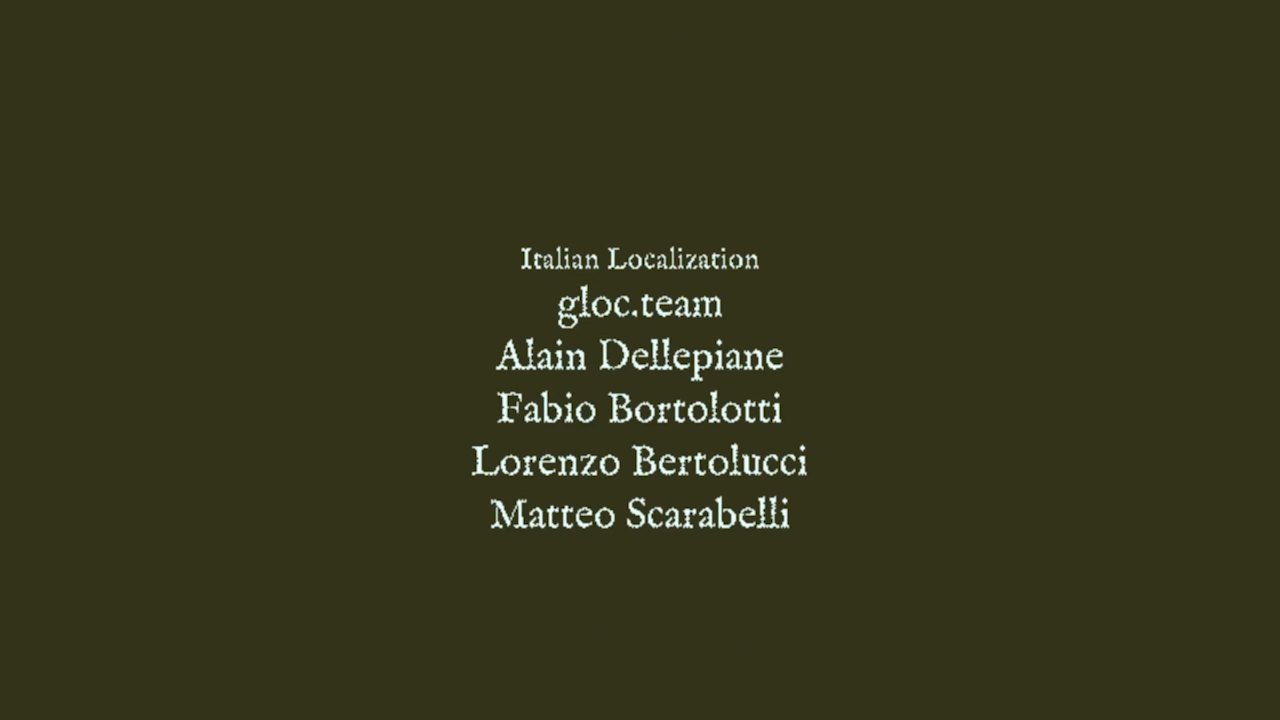 Italian Localization
gloc.team
Alain Dellepiane
Fabio Bortolotti
Lorenzo Bertolucci
Matteo Scarabelli